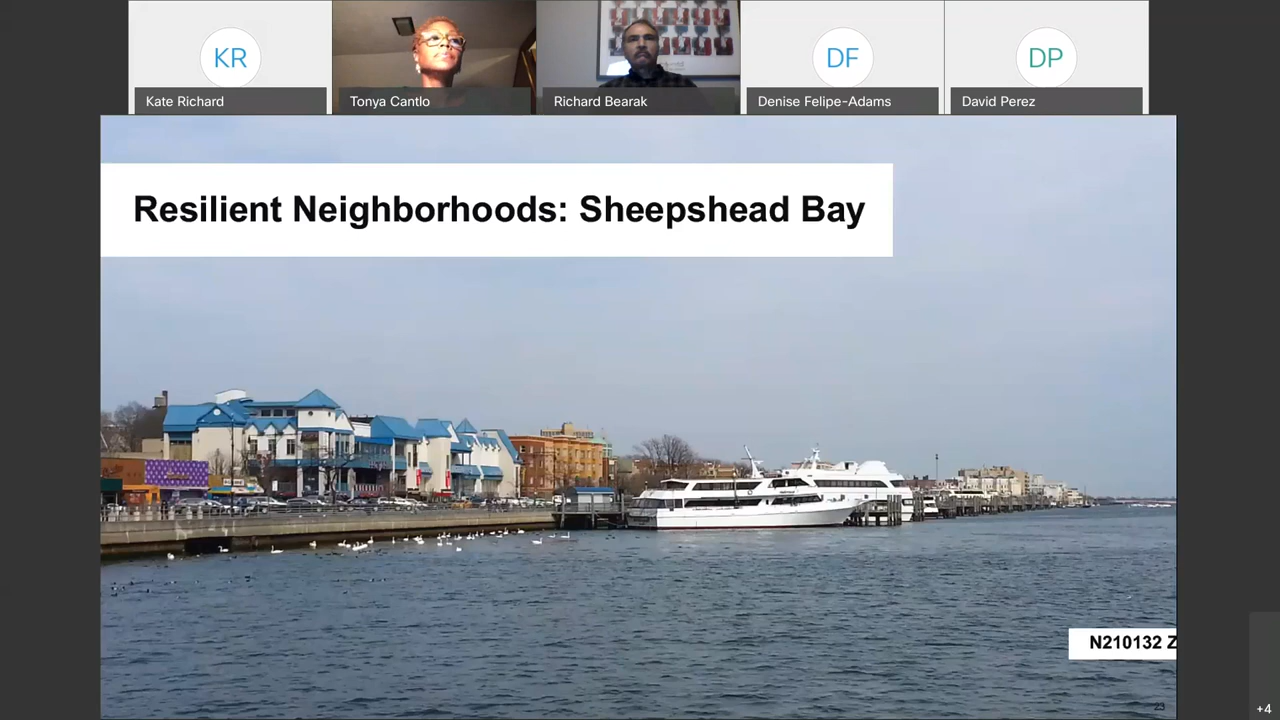 KR
DF
DP
Kate Richard
Tonya Cantlo
Richard Bearak
Denise Felipe-Adams
David Perez
Resilient Neighborhoods: Sheepshead Bay
N210132 Z
23
+4